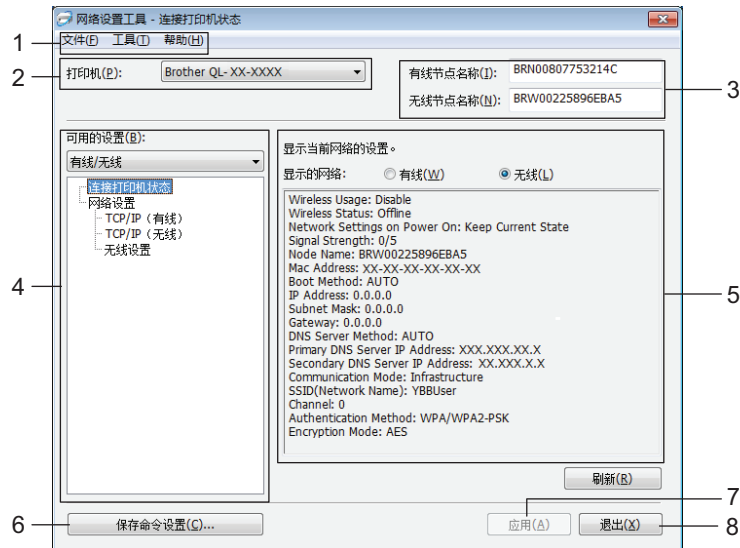 网络设置工具 - 连接打印机状态
1
文件(F) 工具(T) 帮助(H)
2
打印机(P): Brother QL- XX-XXXX
有线节点名称(I): BRN00807753214C
无线节点名称(N): BRW00225896EBA5
3
可用的设置(B):
有线/无线
连接打印机状态
网络设置
TCP/IP（有线）
TCP/IP（无线）
无线设置
4
显示当前网络的设置。
显示的网络: 有线(W) 无线(L)
Wireless Usage: Disable
Wireless Status: Offline
Network Settings on Power On: Keep Current State
Signal Strength: 0/5
Node Name: BRW00225896EBA5
Mac Address: XX-XX-XX-XX-XX-XX
Boot Method: AUTO
IP Address: 0.0.0.0
Subnet Mask: 0.0.0.0
Gateway: 0.0.0.0
DNS Server Method: AUTO
Primary DNS Server IP Address: XXX.XXX.XX.X
Secondary DNS Server IP Address: XX.XXX.X.X
Communication Mode: Infrastructure
SSID(Network Name): YBBUser
Channel: 0
Authentication Method: WPA/WPA2-PSK
Encryption Mode: AES
5
刷新(R)
6
保存命令设置(C)...
应用(A)
7
退出(X)
8